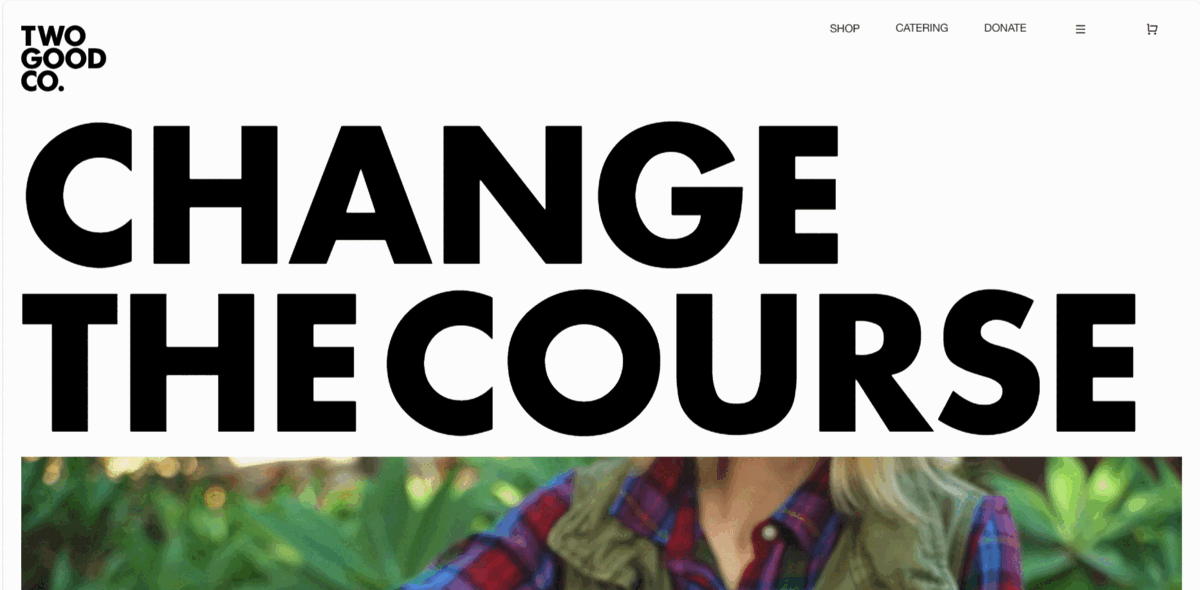 TWO
GOOD
CO.
SHOP CATERING DONATE
CHANGE
THE COURSE